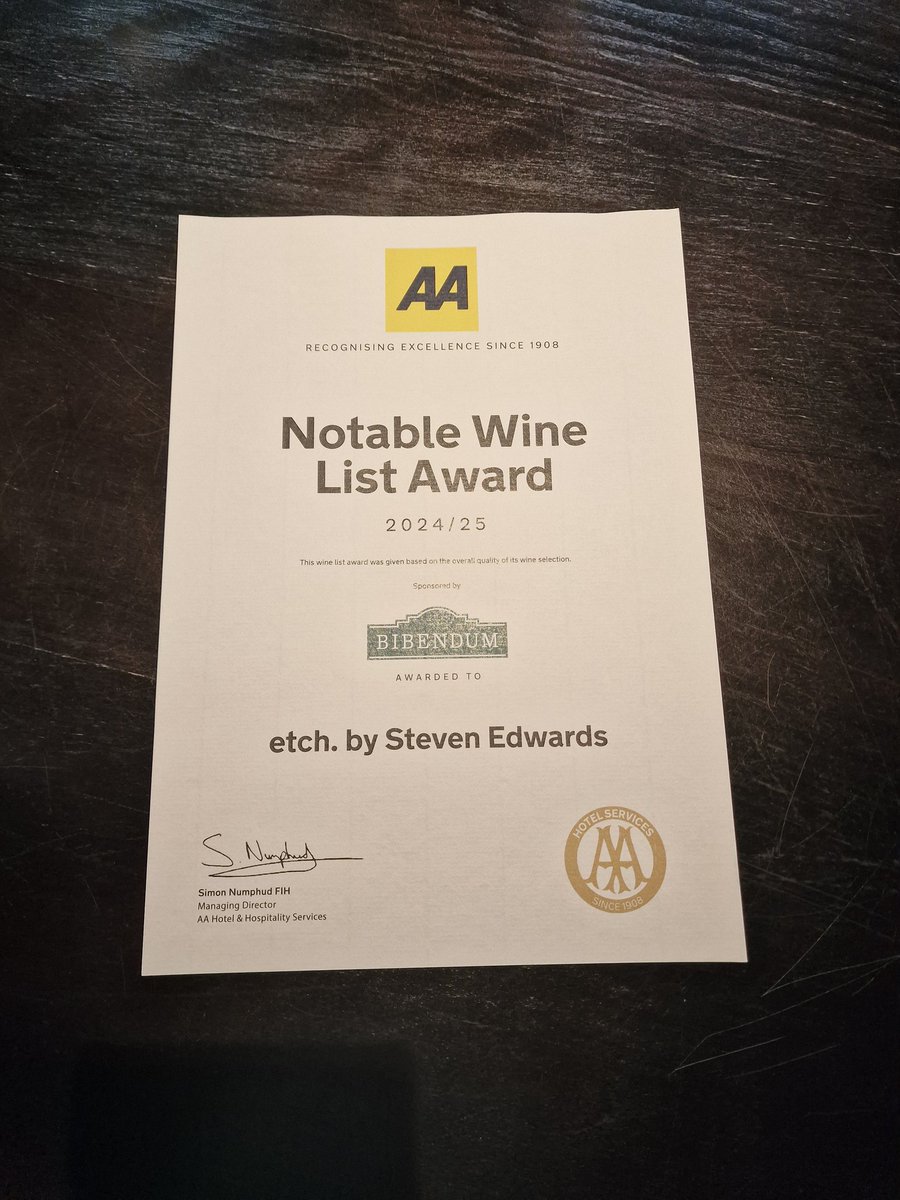 AA
RECOGNISING EXCELLENCE SINCE 1908
Notable Wine
List Award
2024/25
This wine list award was given based on the overall quality of its wine selection.
Sponsored by
BIBENDUM
AWARDED TO
etch. by Steven Edwards
S. Numphud
Simon Numphud FIH
Managing Director
AA Hotel & Hospitality Services
HOTEL SERVICES
AA
SINCE 1908